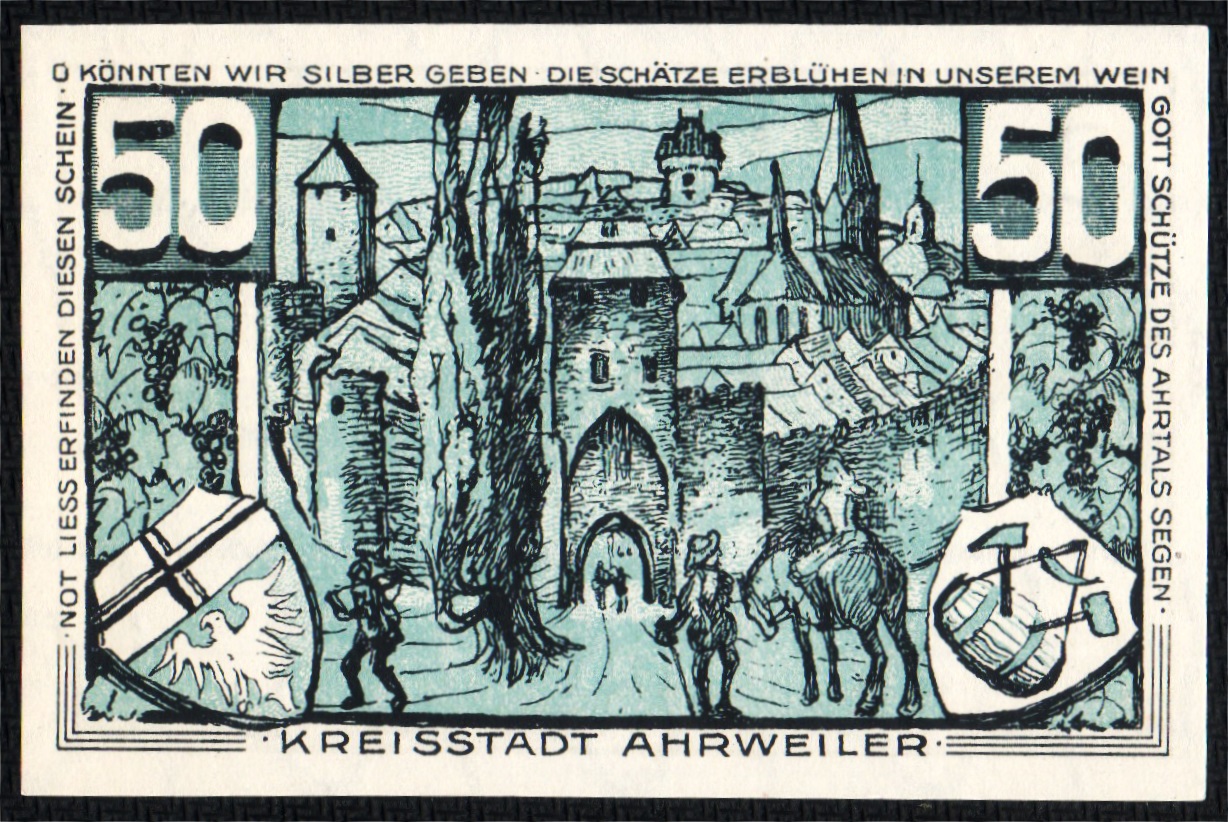 · NOT LIESS ERFINDEN DIESEN SCHEIN ·
O KÖNNTEN WIR SILBER GEBEN · DIE SCHÄTZE ERBLÜHEN IN UNSEREM WEIN
GOTT SCHÜTZE DES AHRTALS SEGEN ·
50
50
· KREISSTADT AHRWEILER ·